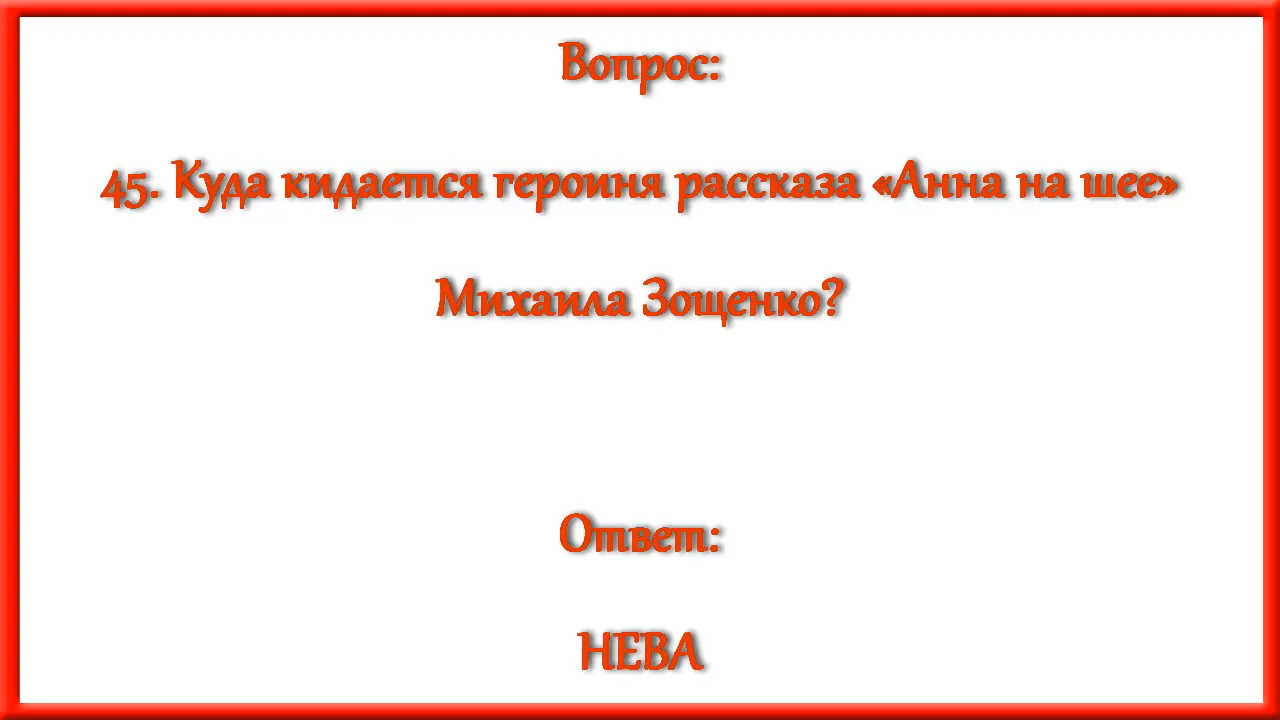 Вопрос:
45. Куда кидается героиня рассказа «Анна на шее»
Михаила Зощенко?
Ответ:
НЕВА